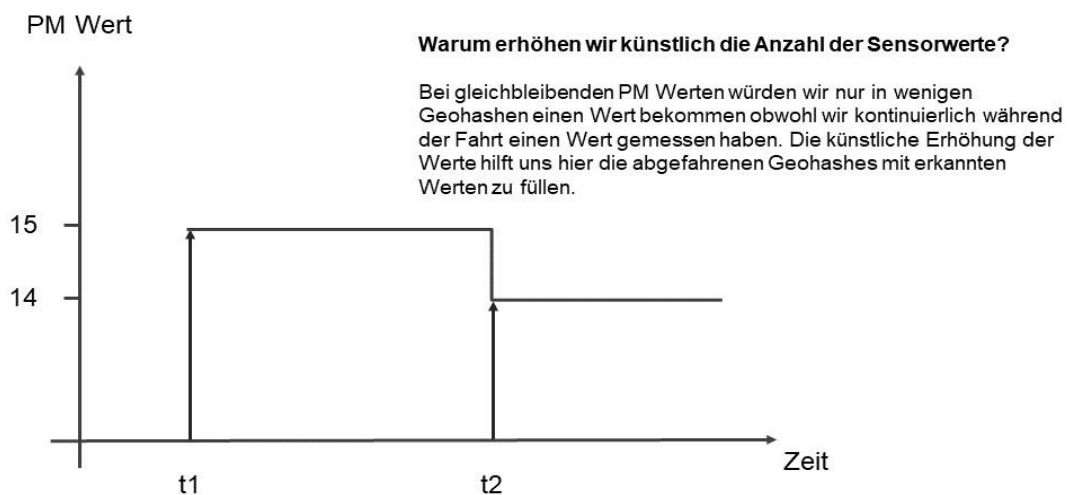 PM Wert
Warum erhöhen wir künstlich die Anzahl der Sensorwerte?
Bei gleichbleibenden PM Werten würden wir nur in wenigen
Geohashen einen Wert bekommen obwohl wir kontinuierlich während
der Fahrt einen Wert gemessen haben. Die künstliche Erhöhung der
Werte hilft uns hier die abgefahrenen Geohashes mit erkannten
Werten zu füllen.
15
14
Zeit
t1
t2